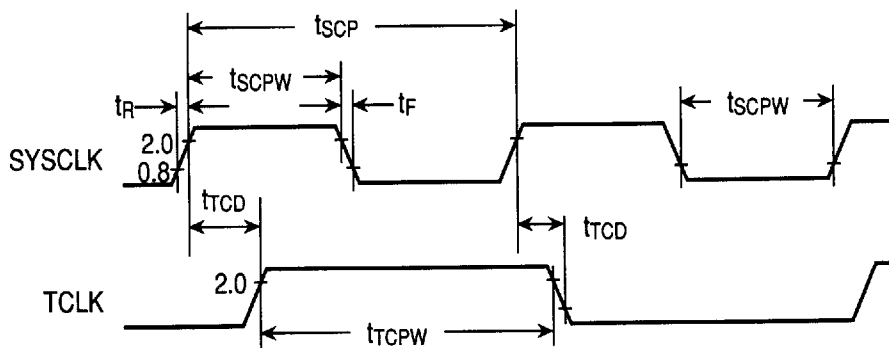 tSCP
tSCPW
tR
tF
tSCPW
2.0
SYSCLK
0.8
tTCD
tTCD
2.0
TCLK
tTCPW